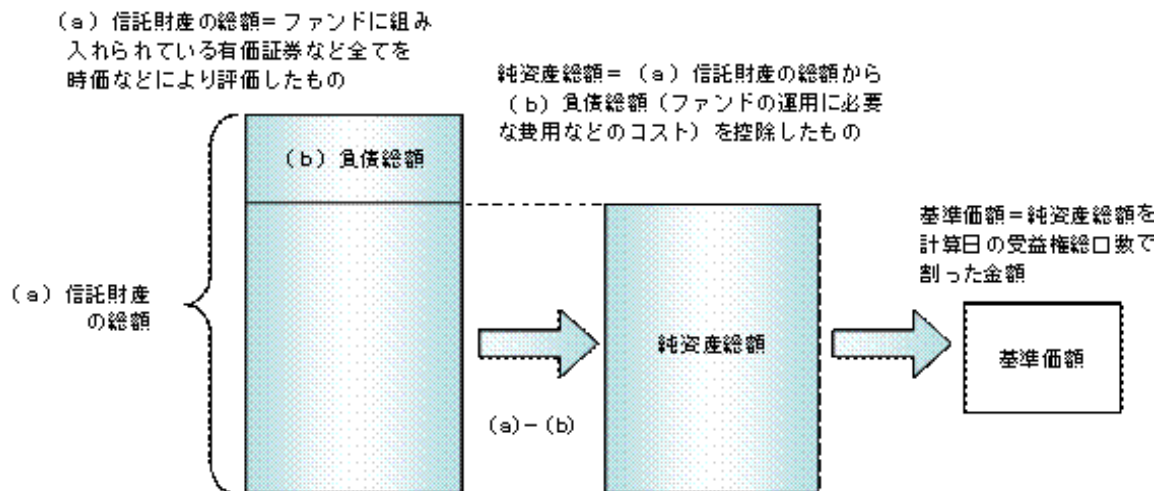 (a)信託財産の総額=ファンドに組み
入れられている有価証券など全てを
時価などにより評価したもの
純資産総額=(a)信託財産の総額から
(b)負債総額(ファンドの運用に必要
な費用などのコスト)を控除したもの
(b)負債総額
基準価額=純資産総額を
計算日の受益権総口数で
割った金額
(a)信託財産
の総額
純資産総額
基準価額
(a)-(b)